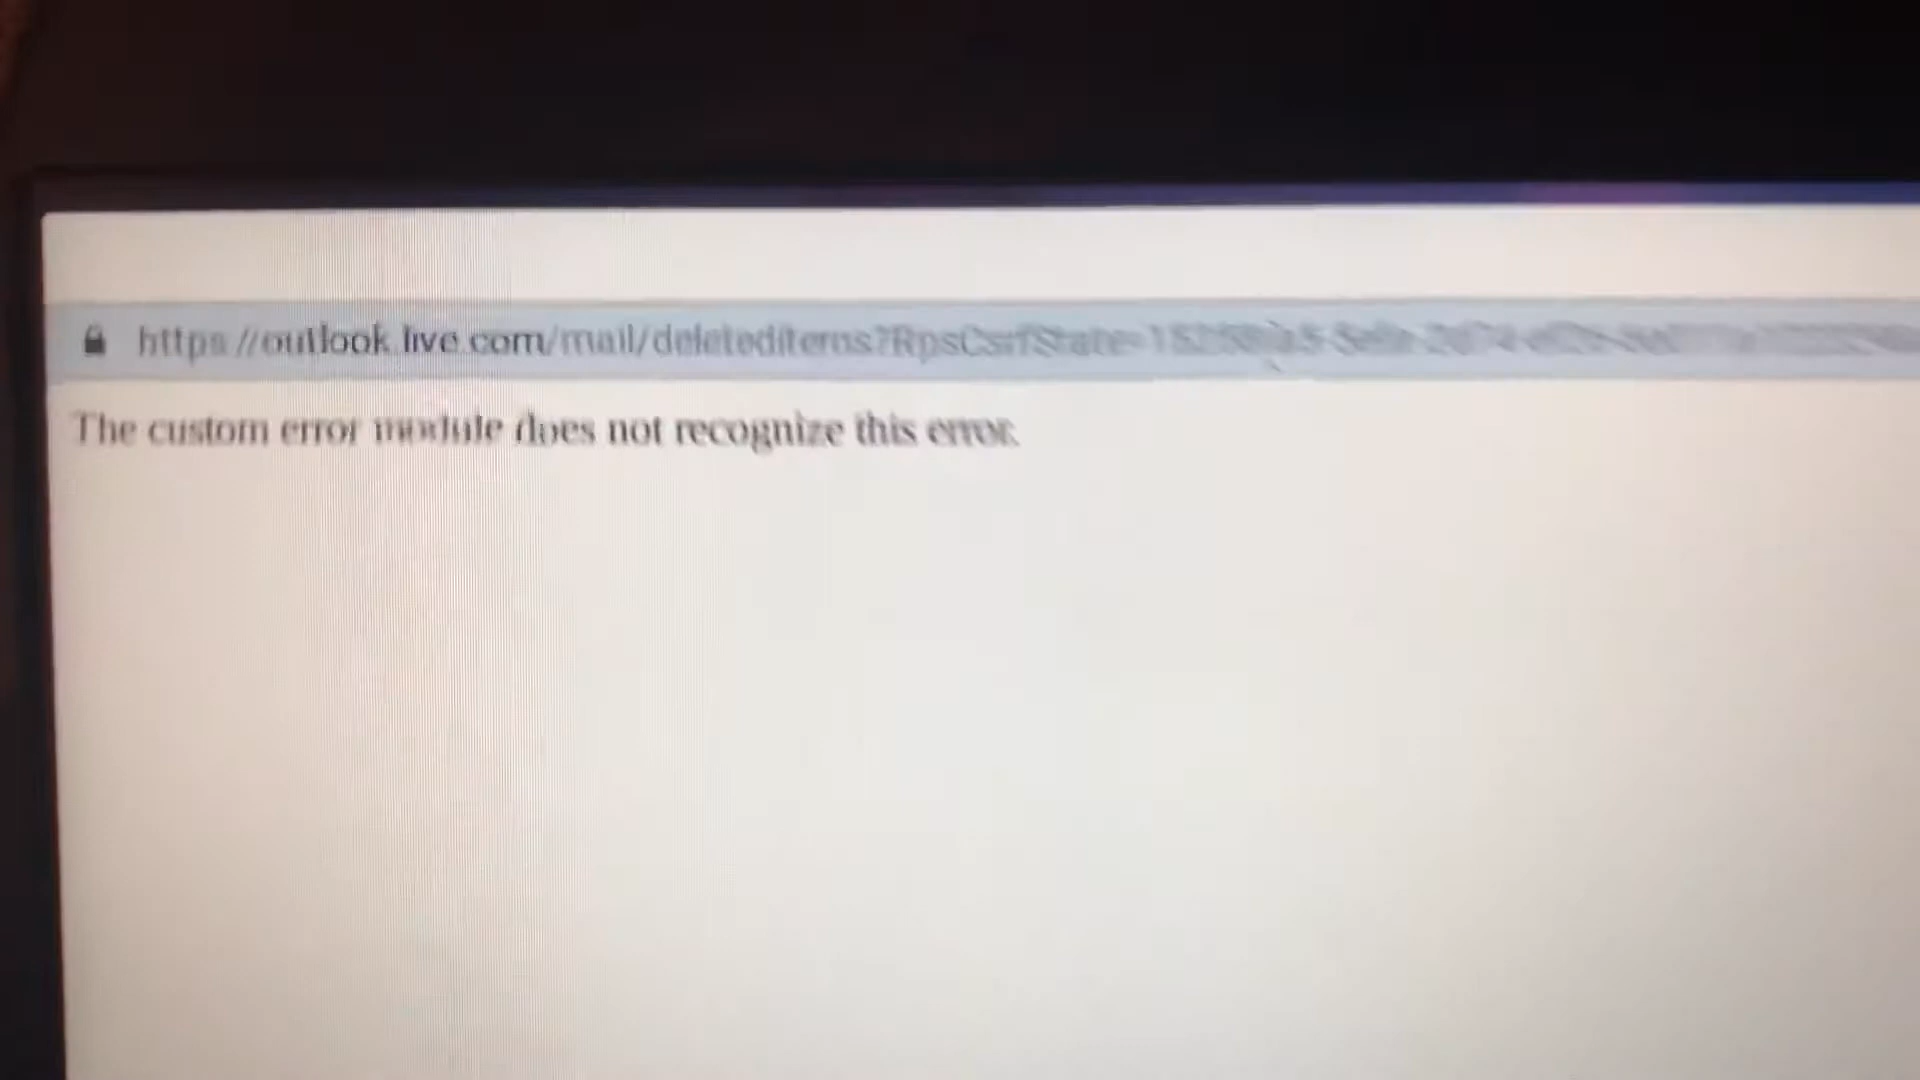 https://outlook.live.com/mail/deleteditems?RpsCsrfState=
The custom error module does not recognize this error.